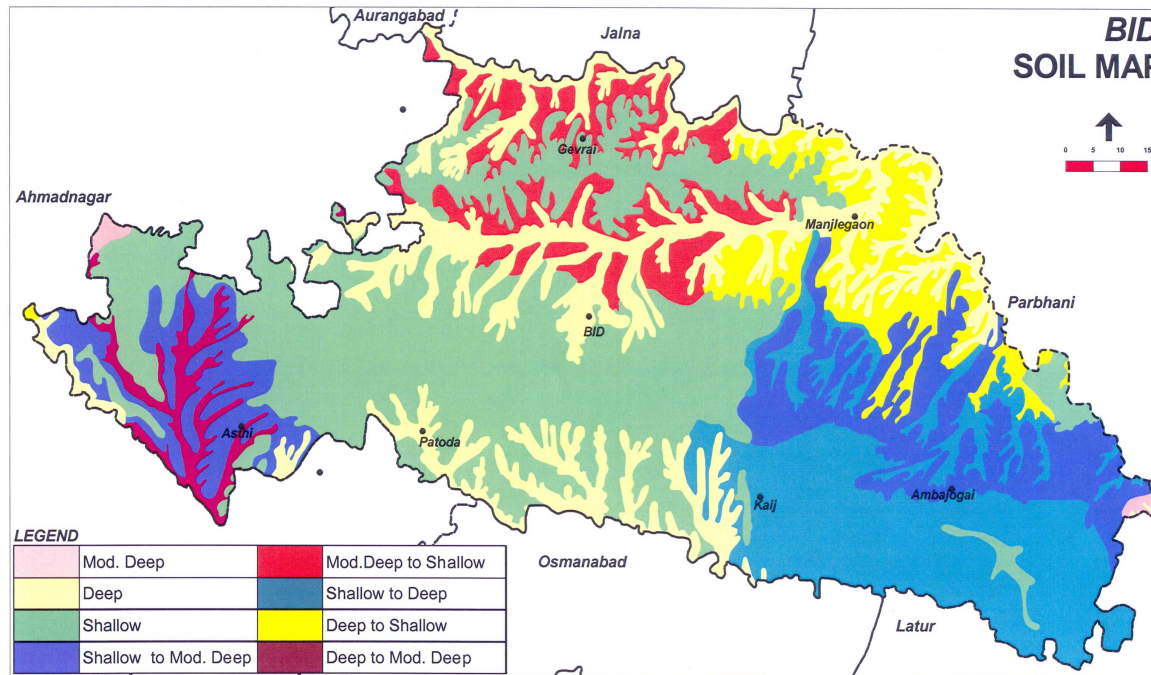 Aurangabad
Jalna
BID
SOIL MAP
0 5 10 15
Gevrai
Ahmadnagar
Manjlegaon
Parbhani
BID
Asthi
Patoda
Kaij
Ambajogai
Osmanabad
Latur
LEGEND
Mod. Deep
Mod.Deep to Shallow
Deep
Shallow to Deep
Shallow
Deep to Shallow
Shallow to Mod. Deep
Deep to Mod. Deep